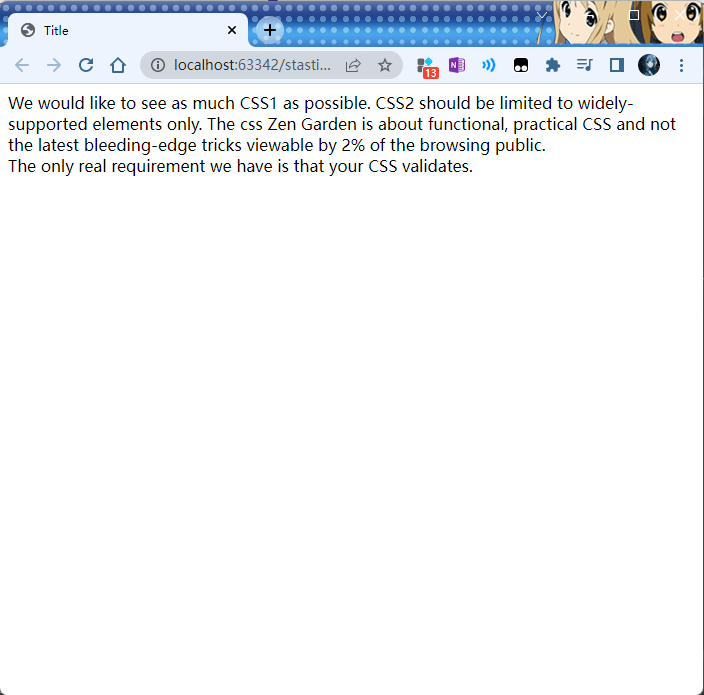 Title
localhost:63342/stasti...
13
N
We would like to see as much CSS1 as possible. CSS2 should be limited to widely-
supported elements only. The css Zen Garden is about functional, practical CSS and not
the latest bleeding-edge tricks viewable by 2% of the browsing public.
The only real requirement we have is that your CSS validates.